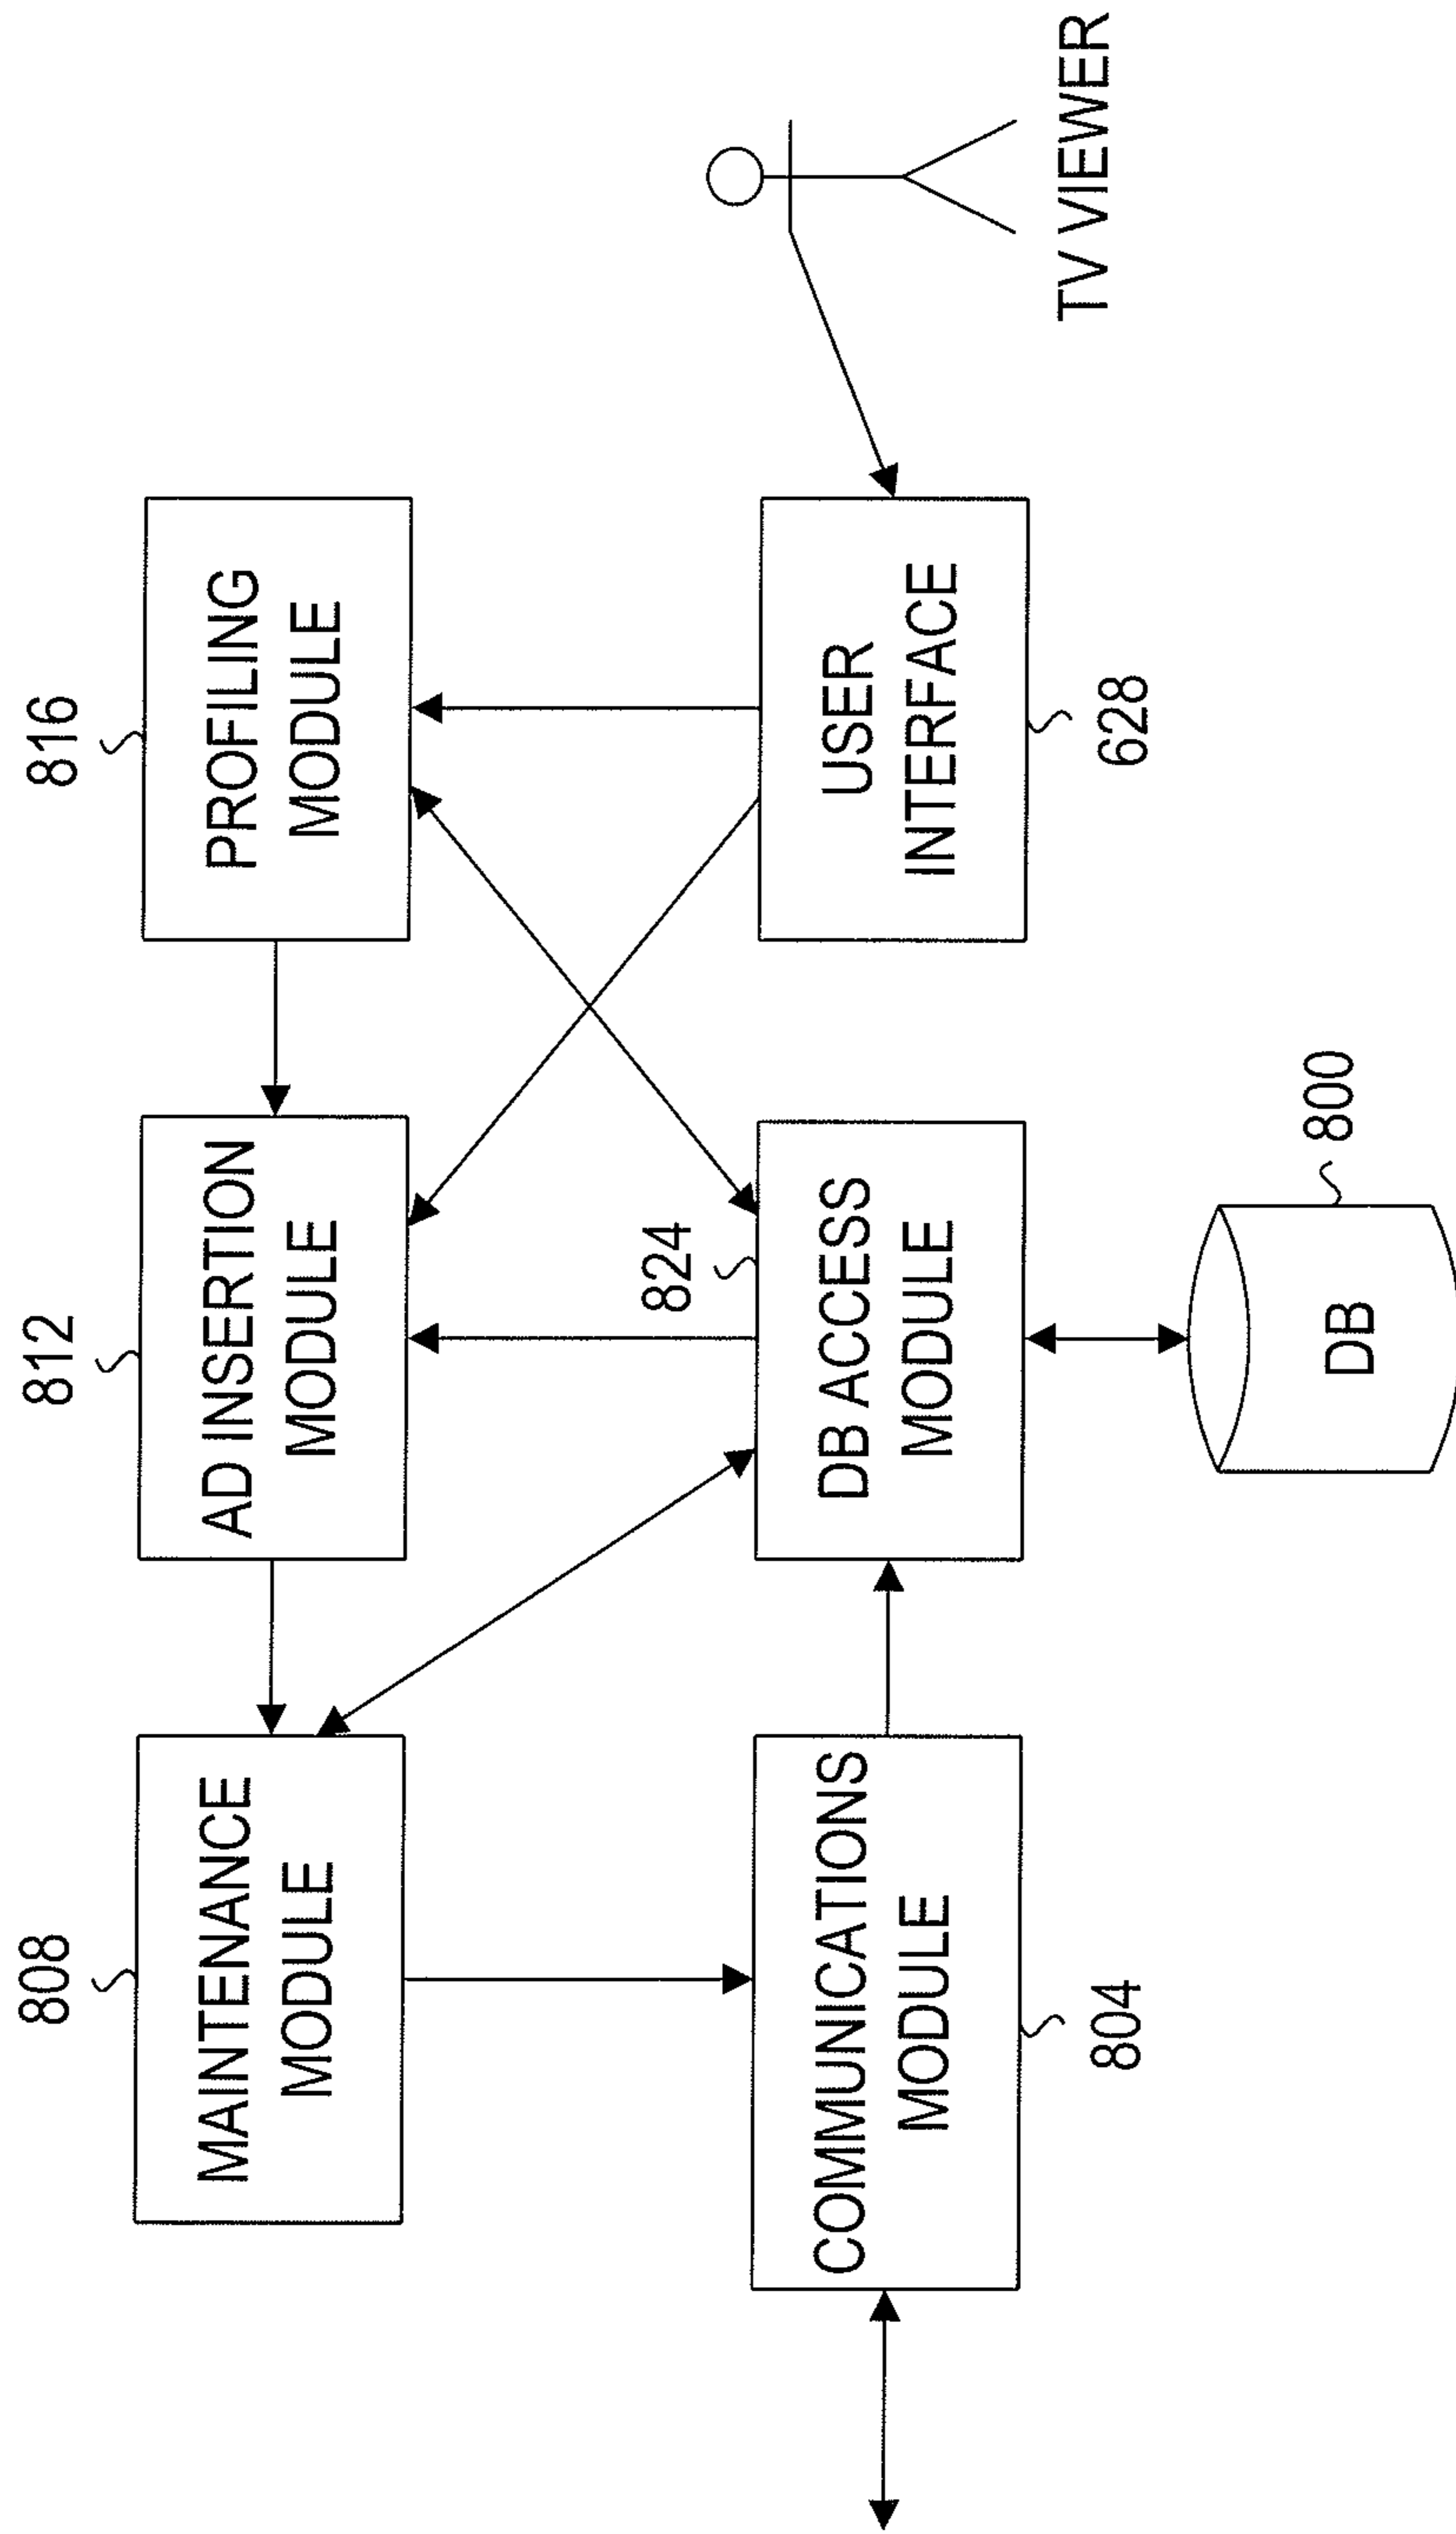 808
MAINTENANCE
MODULE
812
AD INSERTION
MODULE
816
PROFILING
MODULE
COMMUNICATIONS
MODULE
804
824
DB ACCESS
MODULE
USER
INTERFACE
628
TV VIEWER
800
DB